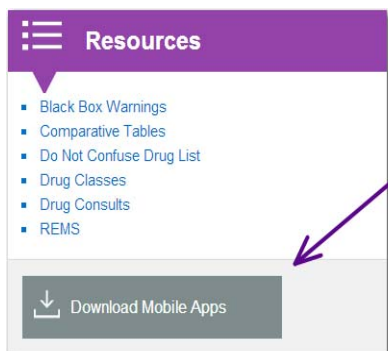 Resources
Black Box Warnings
Comparative Tables
Do Not Confuse Drug List
Drug Classes
Drug Consults
REMS
Download Mobile Apps